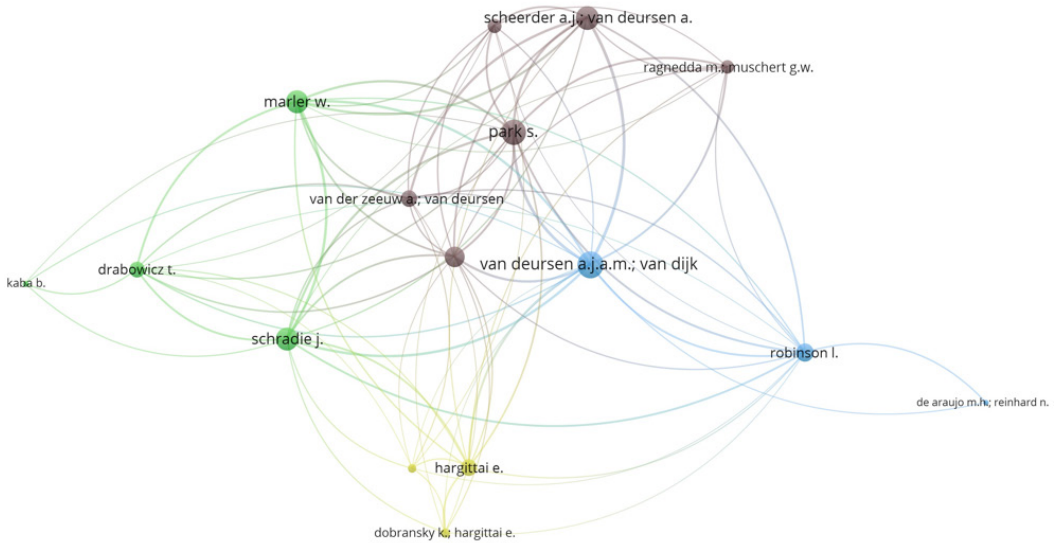 scheerder a.j.; van deursen a.
ragnedda m.; muschert g.w.
marler w.
park s.
van der zeeuw a.; van deursen
van deursen a.j.a.m.; van dijk
drabowicz t.
kaba b.
schradie j.
robinson l.
de araujo m.h.; reinhard n.
hargittai e.
dobransky k.; hargittai e.